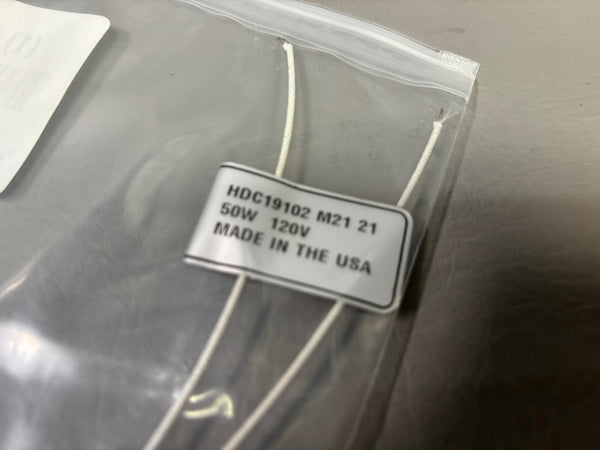 HDC19102 M21 21
50W 120V
MADE IN THE USA